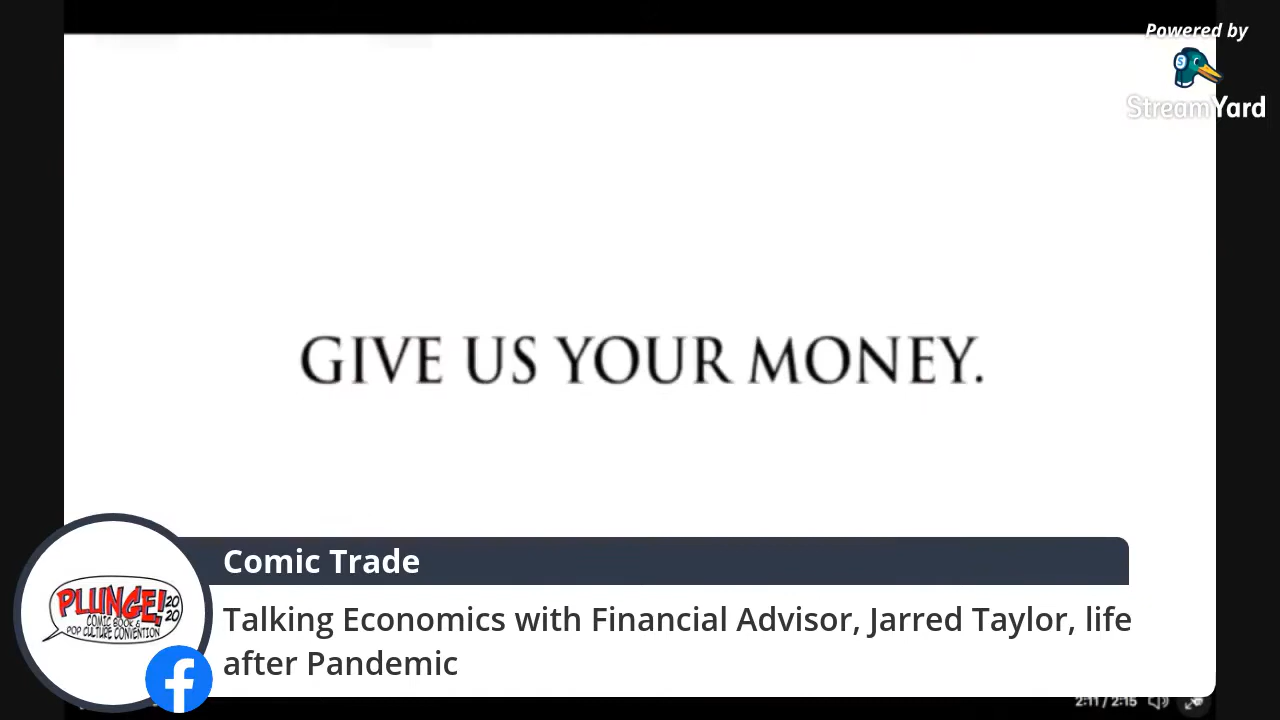 Powered by
StreamYard
GIVE US YOUR MONEY.
Comic Trade
Talking Economics with Financial Advisor, Jarred Taylor, life
after Pandemic
PLUNGE! 2020
COMIC BOOK &
POP CULTURE CONVENTION
2:11 / 2:15